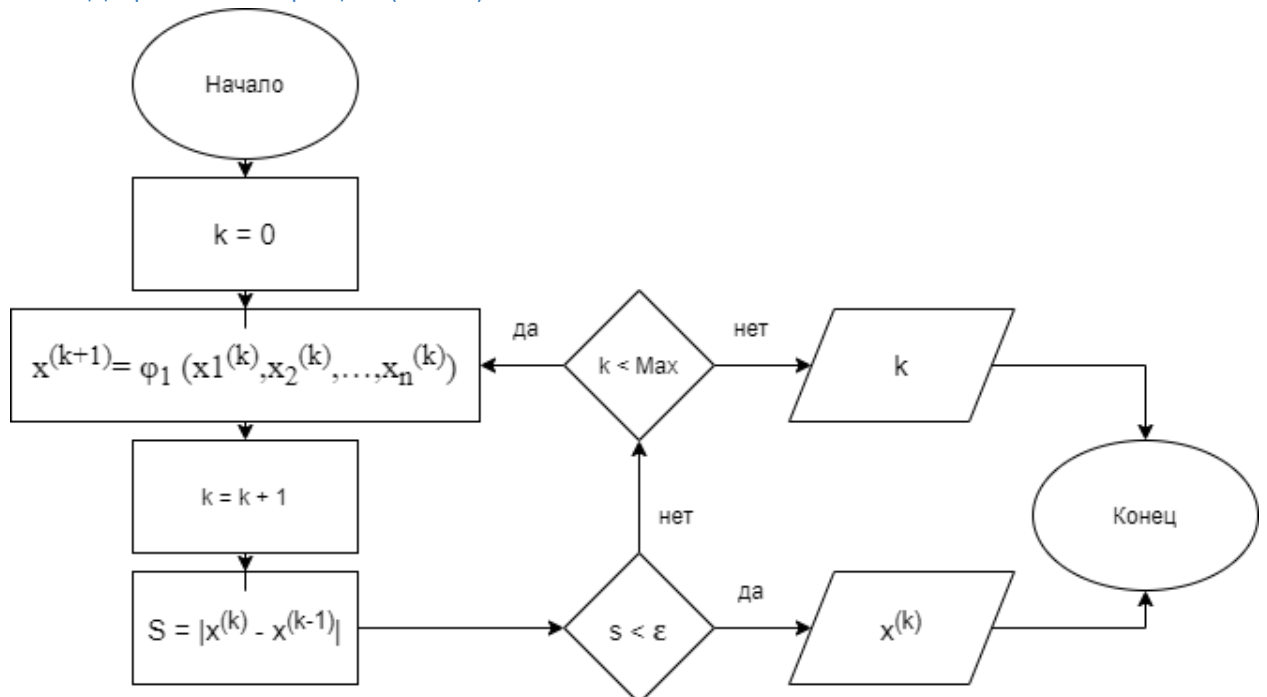 Начало
k = 0
x^(k+1)= φ₁ (x1^(k),x₂^(k),…,xₙ^(k))
k = k + 1
S = |x^(k) - x^(k-1)|
s < ε
нет
да
k < Max
да
нет
k
x^(k)
Конец